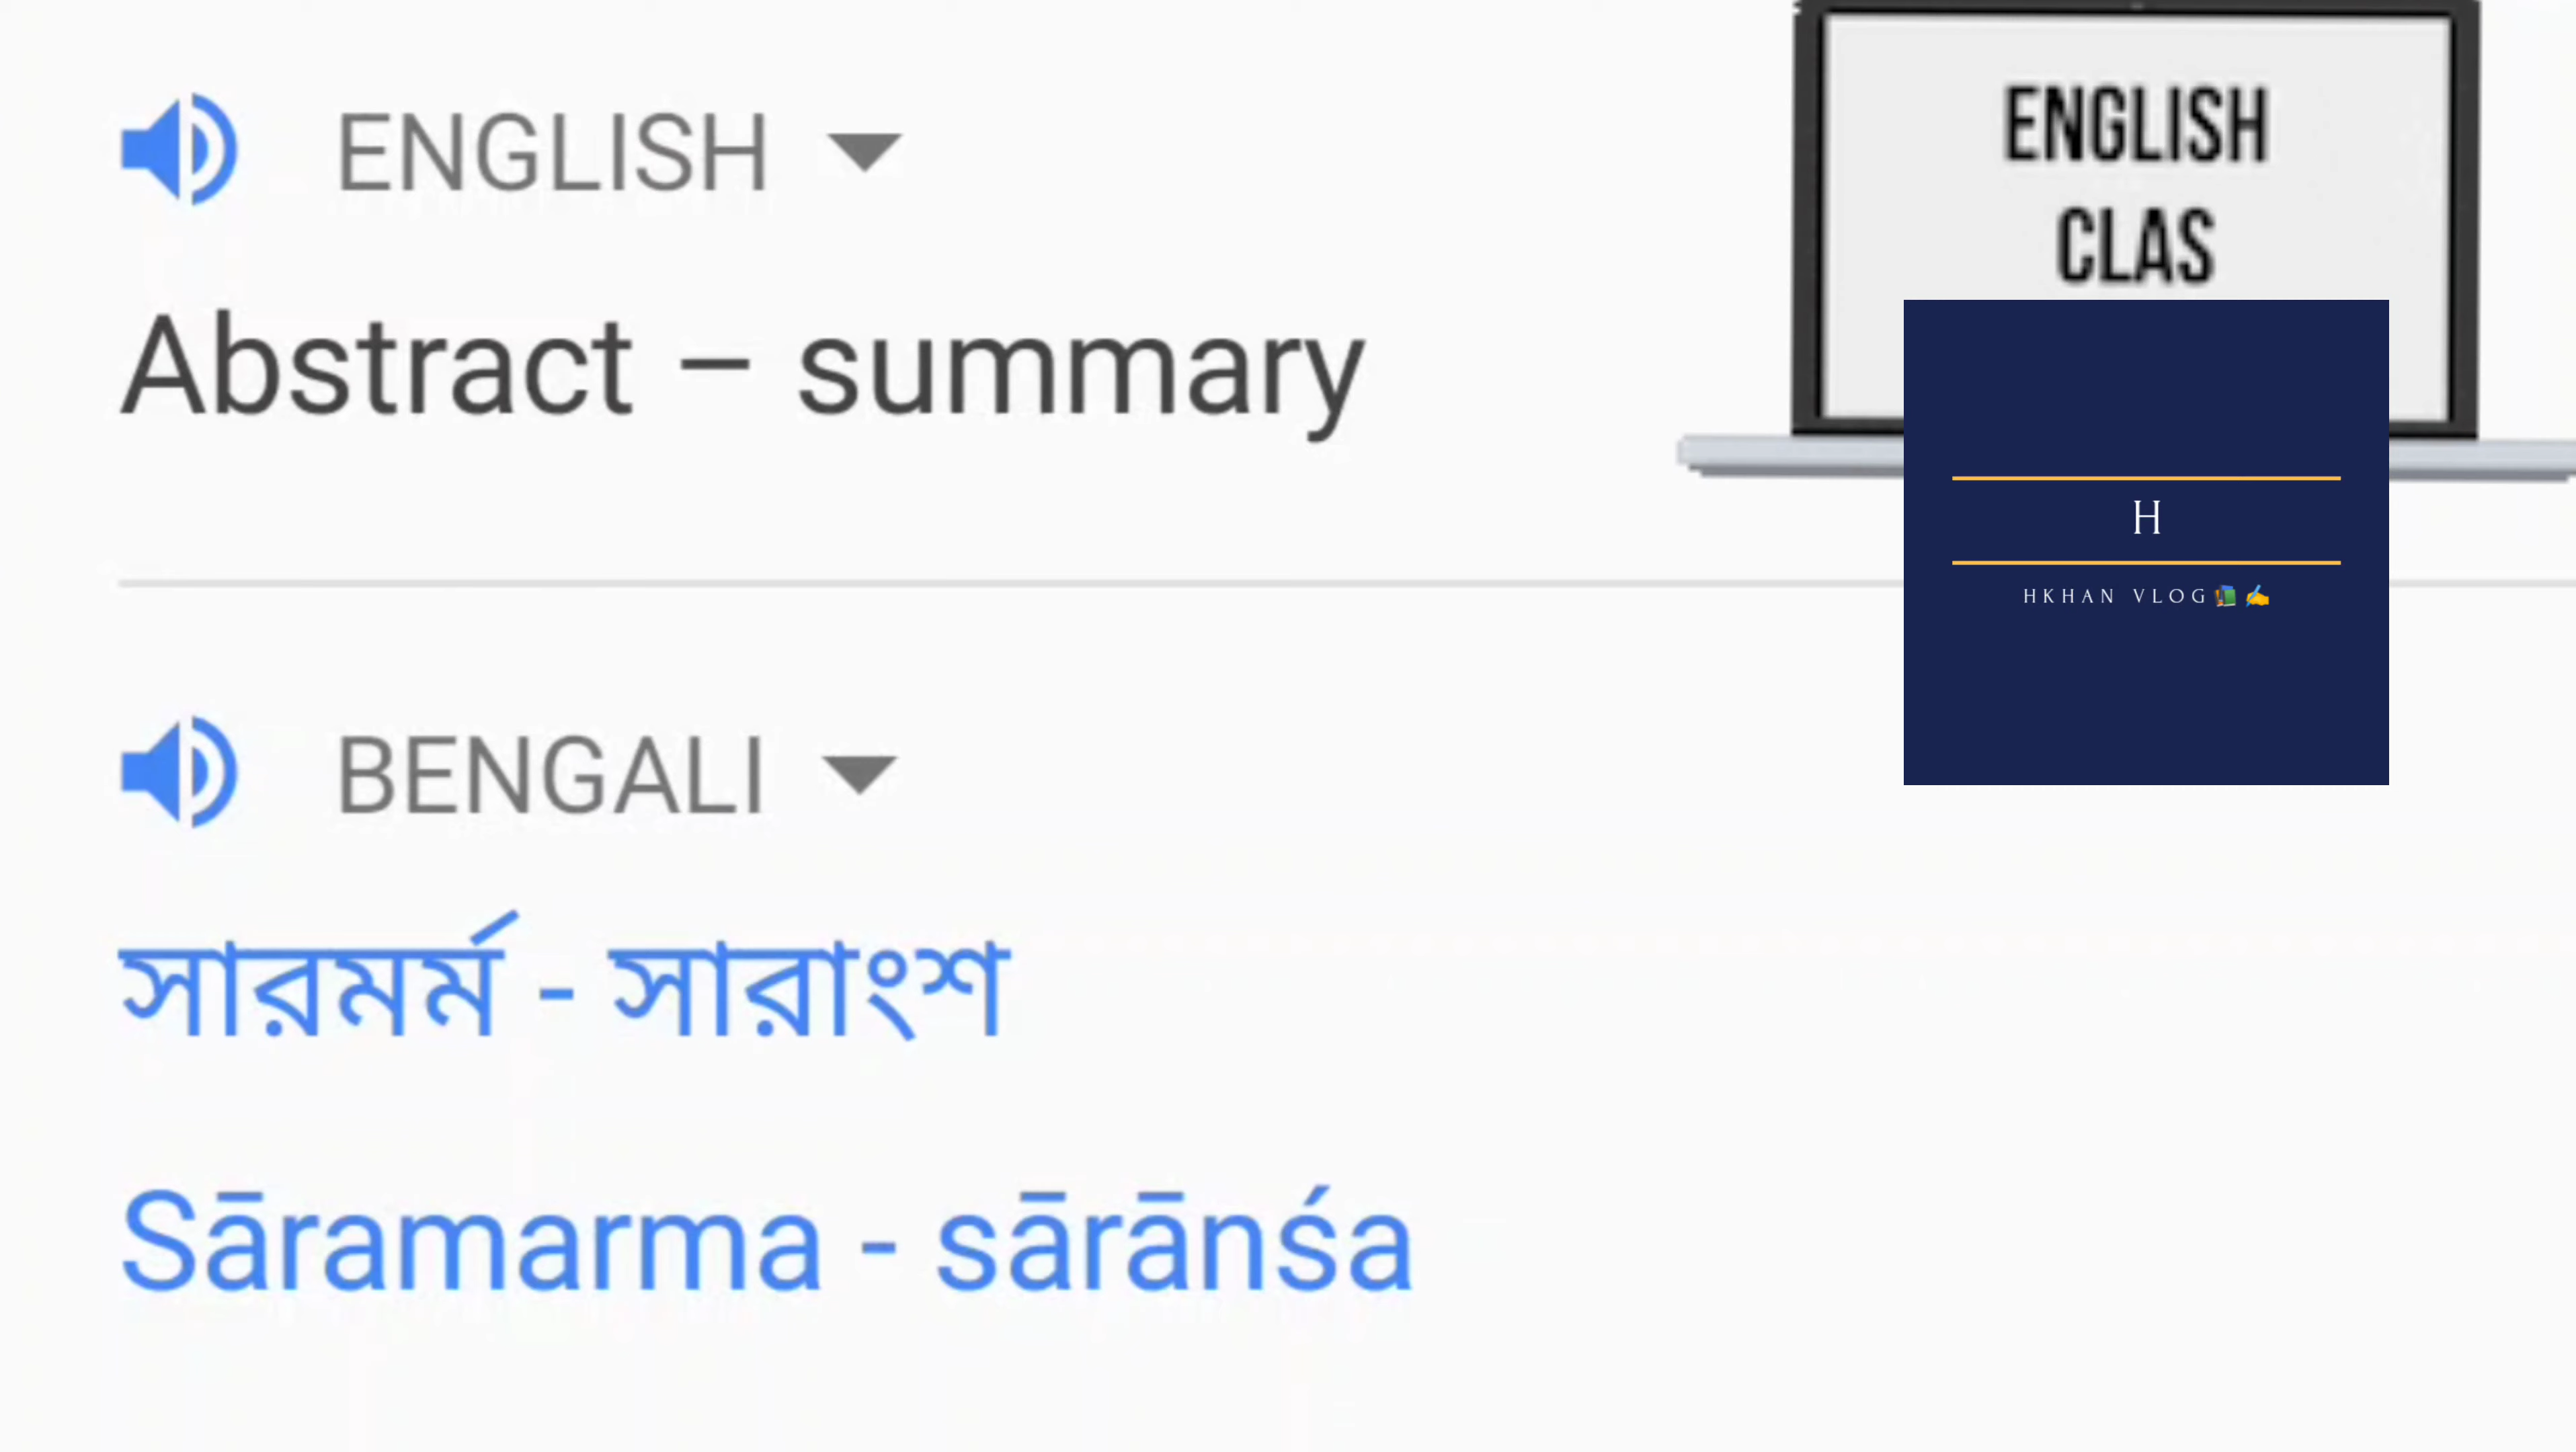 ENGLISH
Abstract – summary
ENGLISH
CLAS
H
HKHAN VLOG📚✍️
BENGALI
সারমর্ম - সারাংশ
Sāramarma - sārānśa